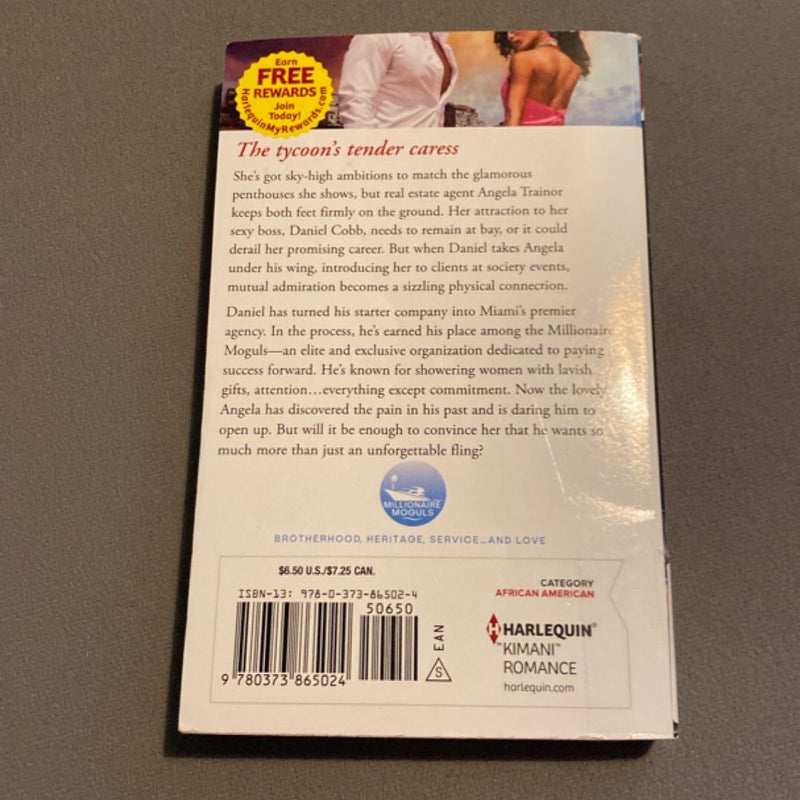 Earn
FREE
REWARDS
Join
Today!
HarlequinMyRewards.com
The tycoon's tender caress
She's got sky-high ambitions to match the glamorous
penthouses she shows, but real estate agent Angela Trainor
keeps both feet firmly on the ground. Her attraction to her
sexy boss, Daniel Cobb, needs to remain at bay, or it could
derail her promising career. But when Daniel takes Angela
under his wing, introducing her to clients at society events,
mutual admiration becomes a sizzling physical connection.
Daniel has turned his starter company into Miami's premier
agency. In the process, he's earned his place among the Millionaire
Moguls—an elite and exclusive organization dedicated to paying
success forward. He's known for showering women with lavish
gifts, attention…everything except commitment. Now the lovely
Angela has discovered the pain in his past and is daring him to
open up. But will it be enough to convince her that he wants so
much more than just an unforgettable fling?
MILLIONAIRE
MOGULS
BROTHERHOOD, HERITAGE, SERVICE…AND LOVE
$6.50 U.S./$7.25 CAN.
ISBN-13: 978-0-373-86502-4
50650
9 780373 865024
EAN
S
CATEGORY
AFRICAN AMERICAN
HARLEQUIN®
KIMANI™
ROMANCE
harlequin.com